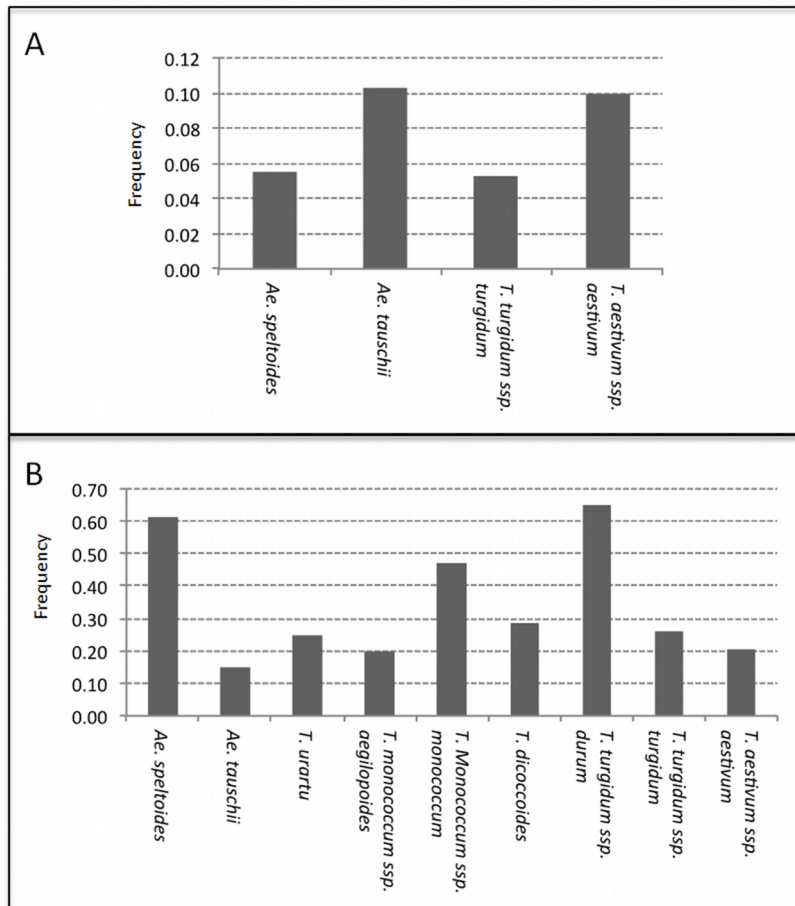 A
Frequency
0.12
0.10
0.08
0.06
0.04
0.02
0.00
Ae. speltoides
Ae. tauschii
T. turgidum ssp.
turgidum
T. aestivum ssp.
aestivum
B
Frequency
0.70
0.60
0.50
0.40
0.30
0.20
0.10
0.00
Ae. speltoides
Ae. tauschii
T. urartu
T. monococcum ssp.
aegilopoides
T. Monococcum ssp.
monococcum
T. dicoccoides
T. turgidum ssp.
durum
T. turgidum ssp.
turgidum
T. aestivum ssp.
aestivum